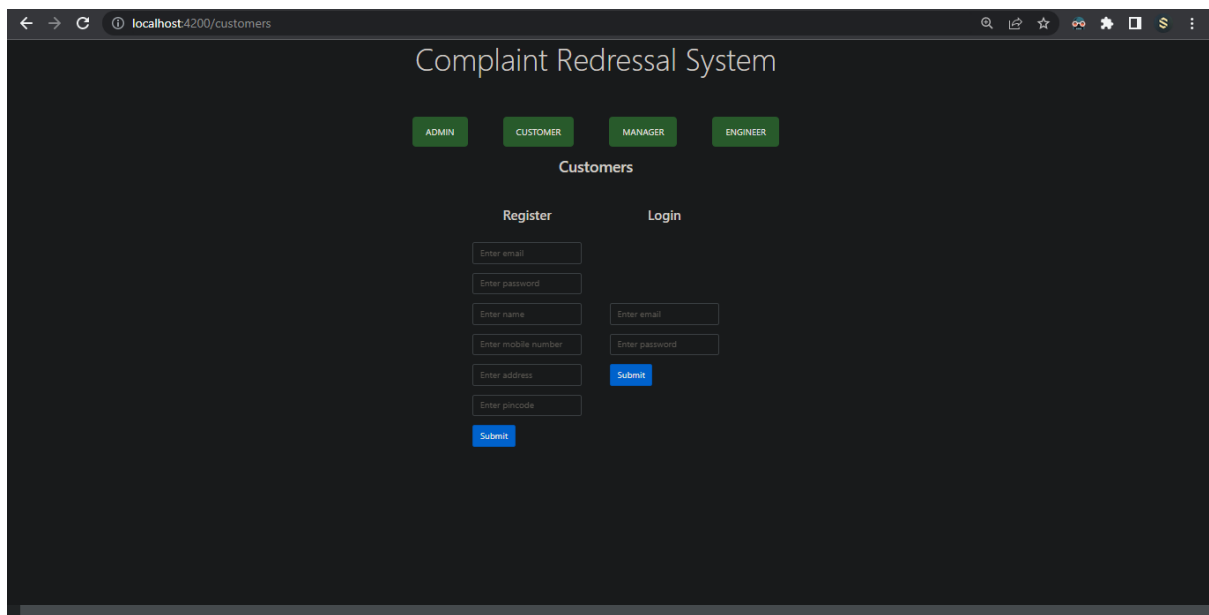 localhost:4200/customers
Complaint Redressal System
ADMIN CUSTOMER MANAGER ENGINEER
Customers
Register
Enter email
Enter password
Enter name
Enter mobile number
Enter address
Enter pincode
Submit
Login
Enter email
Enter password
Submit